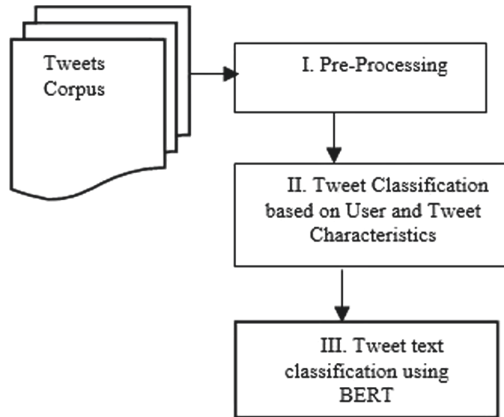 Tweets
Corpus
I. Pre-Processing
II. Tweet Classification
based on User and Tweet
Characteristics
III. Tweet text
classification using
BERT